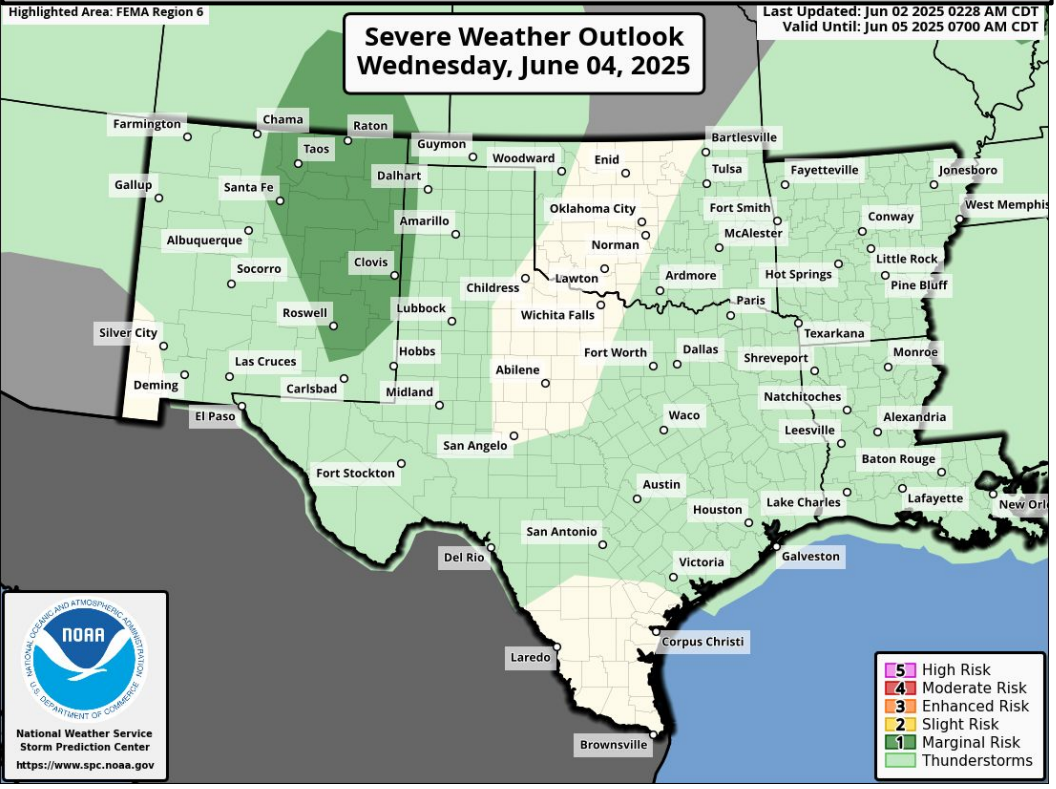 Highlighted Area: FEMA Region 6
Severe Weather Outlook
Wednesday, June 04, 2025
Last Updated: Jun 02 2025 0228 AM CDT
Valid Until: Jun 05 2025 0700 AM CDT
Farmington
Chama
Raton
Taos
Guymon
Woodward
Enid
Bartlesville
Gallup
Santa Fe
Dalhart
Tulsa
Fayetteville
Jonesboro
Albuquerque
Amarillo
Oklahoma City
Fort Smith
West Memphis
Norman
McAlester
Conway
Socorro
Clovis
Childress
Lawton
Ardmore
Hot Springs
Little Rock
Pine Bluff
Roswell
Lubbock
Wichita Falls
Paris
Texarkana
Silver City
Las Cruces
Hobbs
Fort Worth
Dallas
Shreveport
Monroe
Deming
Carlsbad
Midland
Abilene
Natchitoches
El Paso
San Angelo
Waco
Leesville
Alexandria
Fort Stockton
Baton Rouge
Austin
Houston
Lake Charles
Lafayette
New Orl
Del Rio
San Antonio
Galveston
Victoria
Laredo
Corpus Christi
Brownsville
NATIONAL OCEANIC AND ATMOSPHERIC ADMINISTRATION
NOAA
U.S. DEPARTMENT OF COMMERCE
National Weather Service
Storm Prediction Center
https://www.spc.noaa.gov
5 High Risk
4 Moderate Risk
3 Enhanced Risk
2 Slight Risk
1 Marginal Risk
Thunderstorms